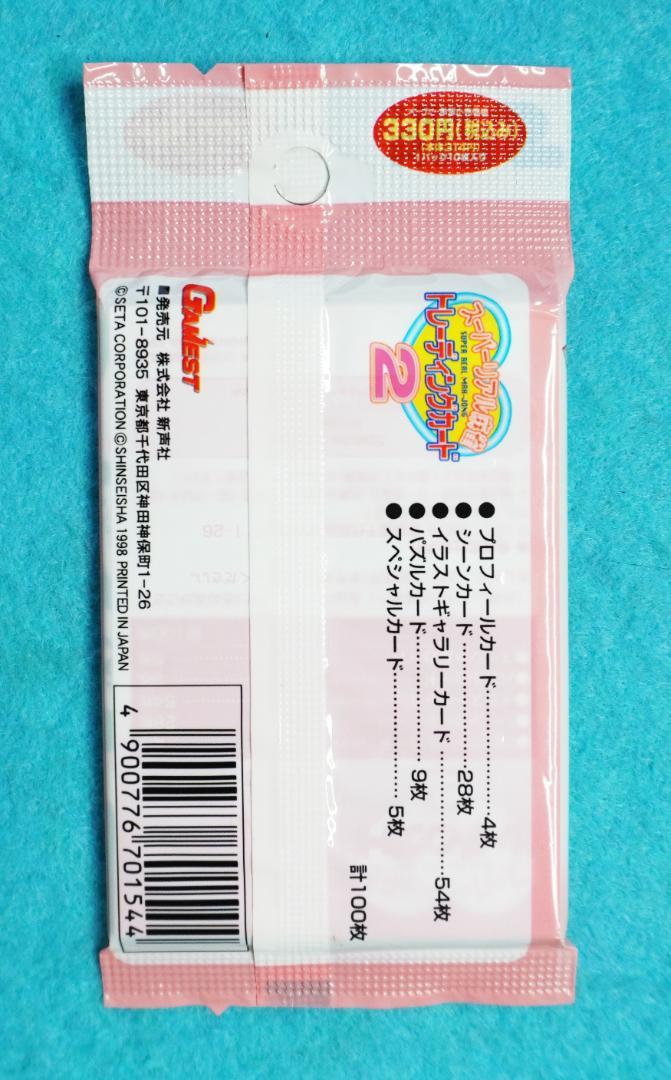 330円(税込み)
スーパーリアル麻雀
SUPER REAL MAH-JONG
トレーディングカード
2
●プロフィールカード……………4枚
●シーンカード…………………28枚
●イラストギャラリーカード………………54枚
●パズルカード…………………9枚
●スペシャルカード………………5枚
計100枚
GAMEST
■発売元 株式会社 新声社
〒101-8935 東京都千代田区神田神保町1-26
©SETA CORPORATION ©SHINSEISHA 1998 PRINTED IN JAPAN
4 900776 701544